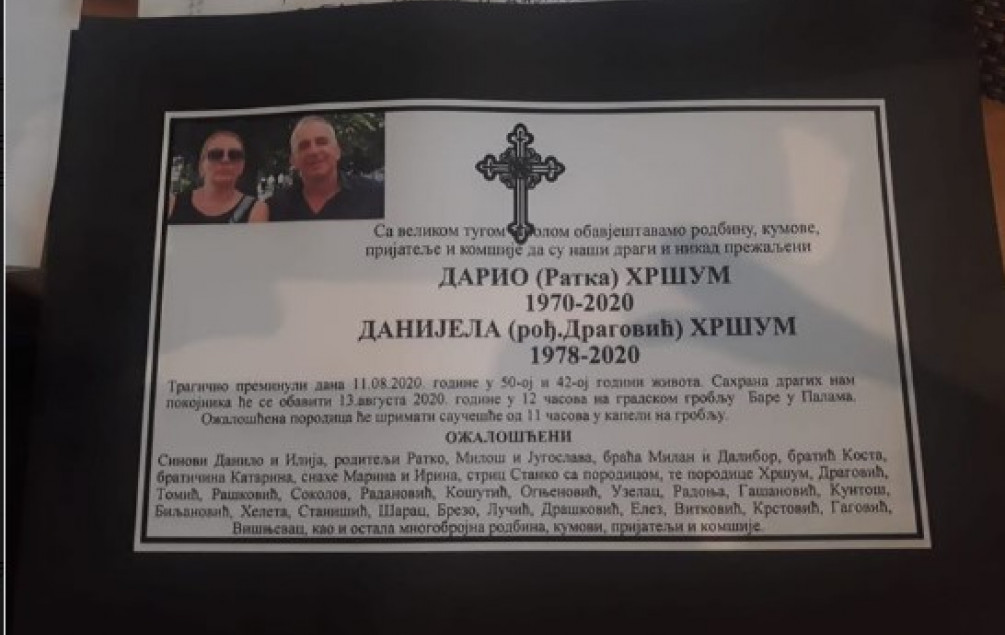 Са великом тугом болом обавјештавамо родбину, кумове,
пријатеље и комшије да су наши драги и никад прежаљени
ДАРИО (Ратка) ХРШУМ
1970-2020
ДАНИЈЕЛА (рођ.Драговић) ХРШУМ
1978-2020
Трагично преминули дана 11.08.2020. године у 50-ој и 42-ој години живота. Сахрана драгих нам
покојника ће се обавити 13.августа 2020. године у 12 часова на градском гробљу Баре у Палама.
Ожалошћена породица ће примати саучешће од 11 часова у капели на гробљу.
ОЖАЛОШЋЕНИ
Синови Данило и Илија, родитељи Ратко, Милош и Југослава, браћа Милан и Далибор, братић Коста,
братичина Катарина, снахе Марина и Ирина, стриц Станко са породицом, те породице Хршум, Драговић,
Томић, Рашковић, Соколов, Радановић, Кошутић, Огњеновић, Узелац, Радоња, Гашановић, Кунтош,
Биљановић, Хелета, Станишић, Шарац, Брезо, Лучић, Драшковић, Елез, Витковић, Крстовић, Гаговић,
Вишњевац, као и остала многобројна родбина, кумови, пријатељи и комшије.